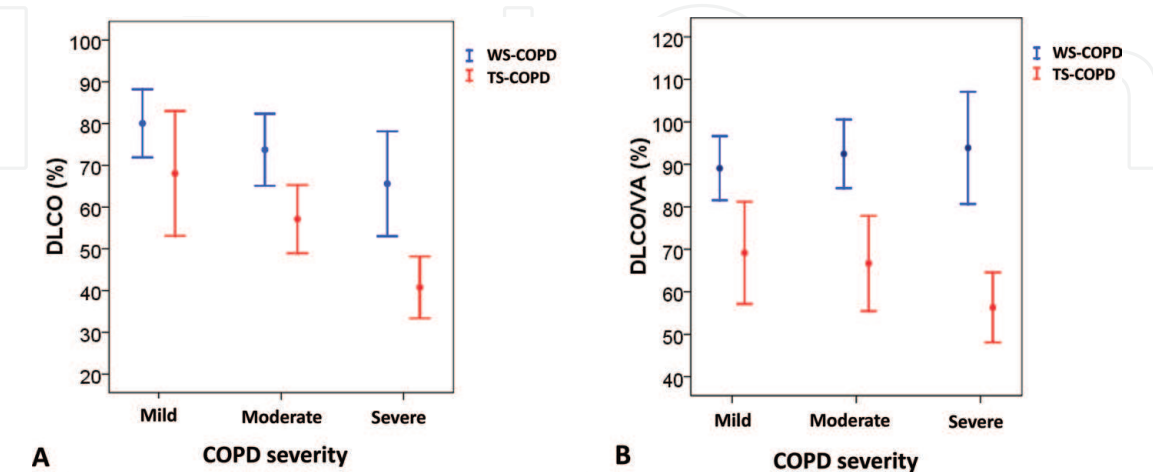 100
90
80
70
60
50
40
30
20
DLCO (%)
WS-COPD
TS-COPD
Mild Moderate Severe
COPD severity
A
120
110
100
90
80
70
60
50
40
DLCO/VA (%)
WS-COPD
TS-COPD
Mild Moderate Severe
COPD severity
B